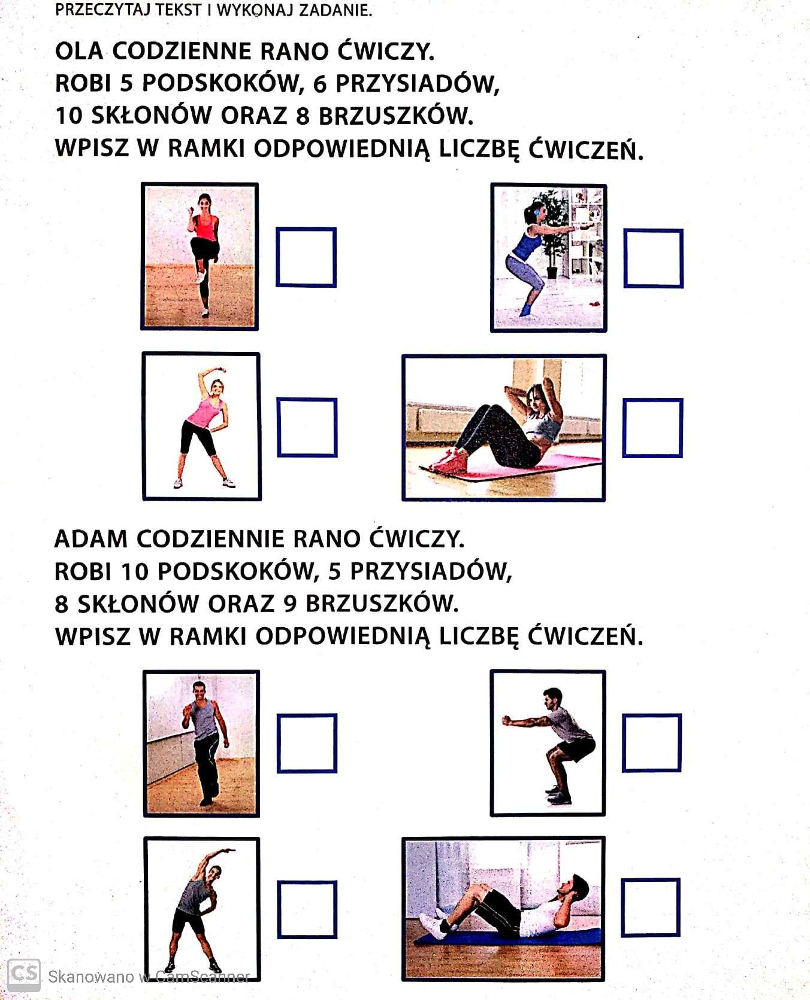 PRZECZYTAJ TEKST I WYKONAJ ZADANIE.
OLA CODZIENNE RANO ĆWICZY.
ROBI 5 PODSKOKÓW, 6 PRZYSIADÓW,
10 SKŁONÓW ORAZ 8 BRZUSZKÓW.
WPISZ W RAMKI ODPOWIEDNIĄ LICZBĘ ĆWICZEŃ.
ADAM CODZIENNIE RANO ĆWICZY.
ROBI 10 PODSKOKÓW, 5 PRZYSIADÓW,
8 SKŁONÓW ORAZ 9 BRZUSZKÓW.
WPISZ W RAMKI ODPOWIEDNIĄ LICZBĘ ĆWICZEŃ.
CS Skanowano w CamScanner